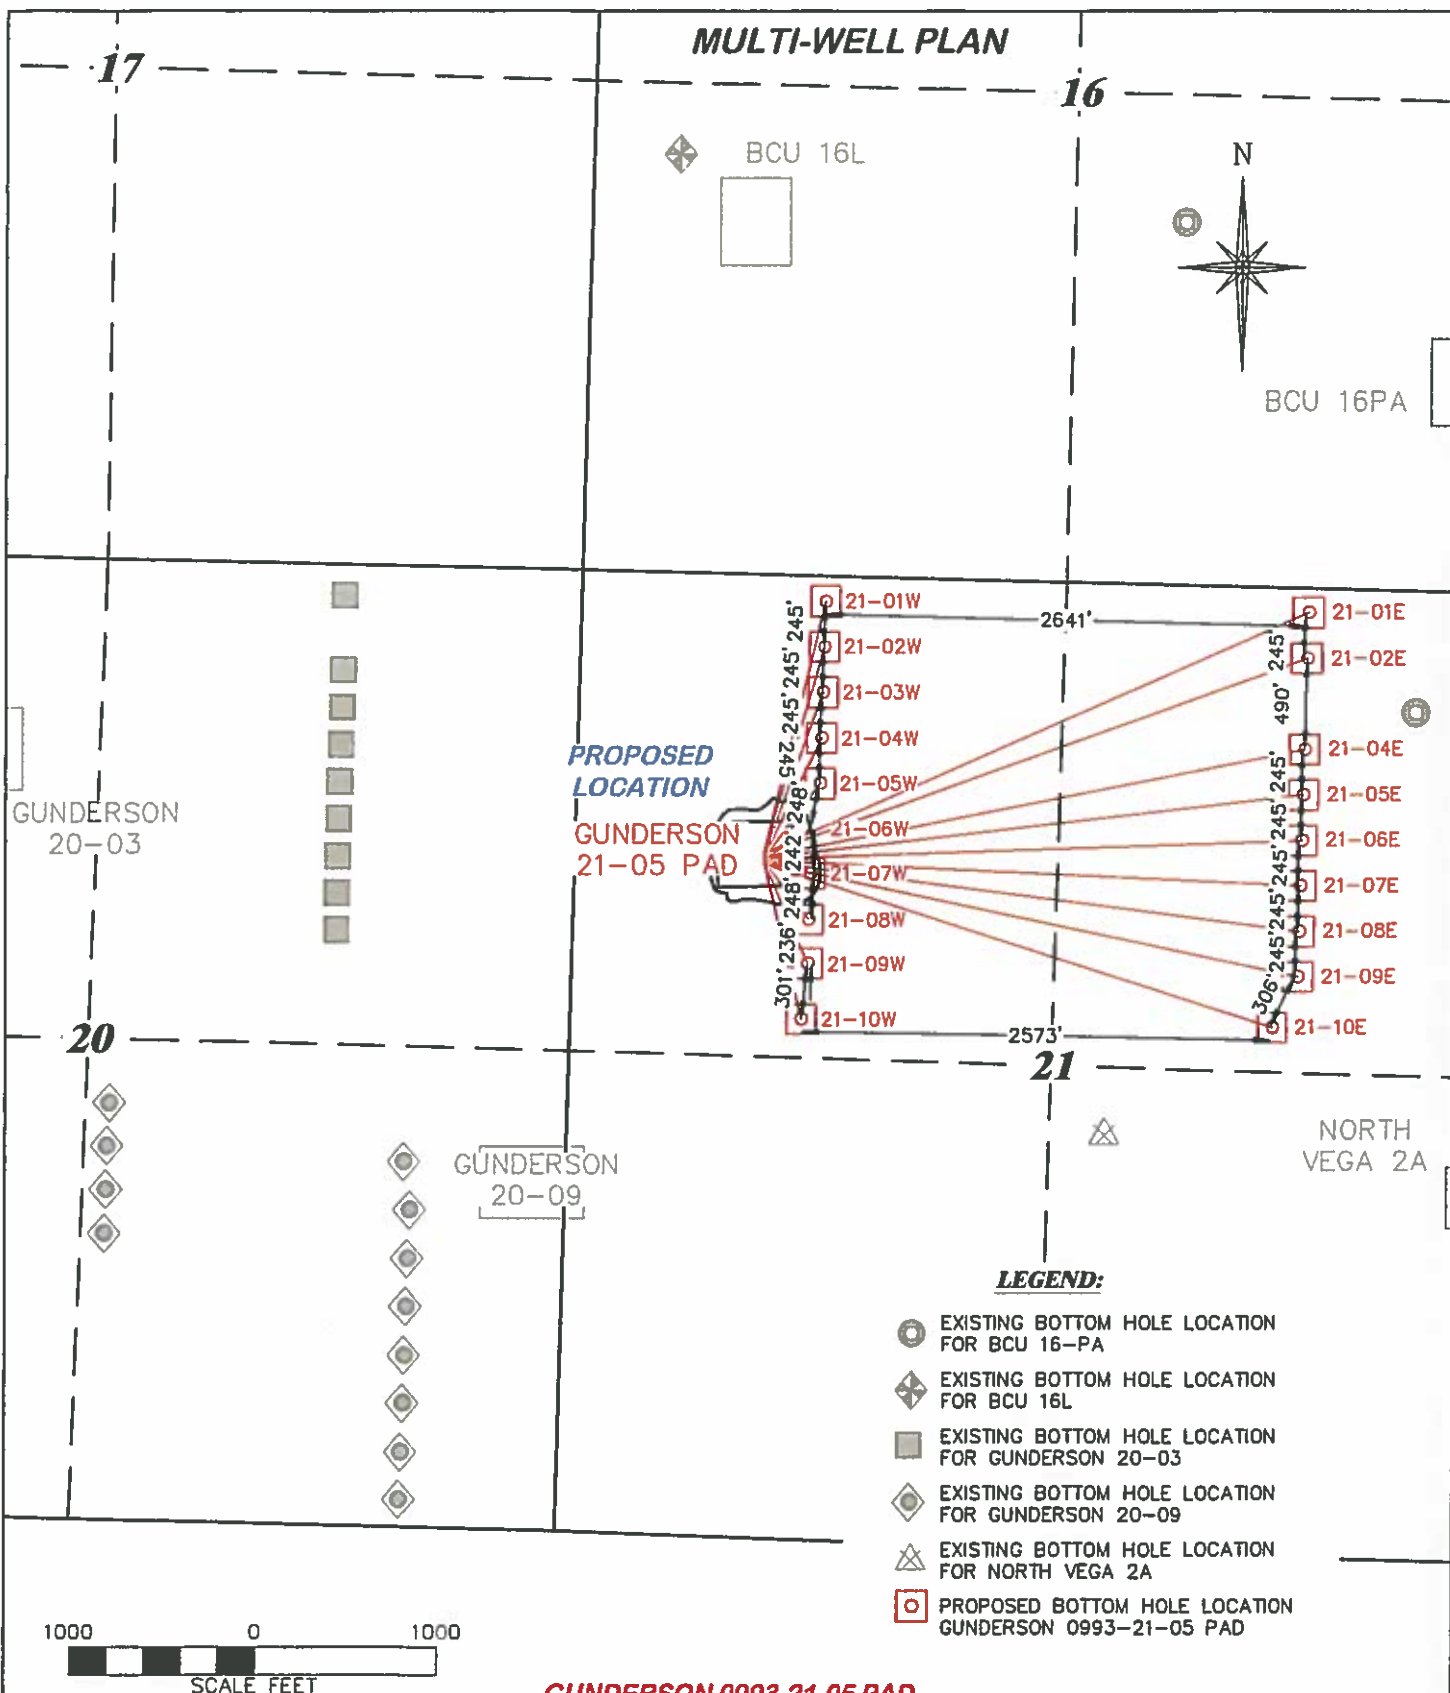 MULTI-WELL PLAN
17
16
BCU 16L
N
BCU 16PA
21-01W
2641'
21-01E
245'
245'
21-02W
21-02E
245'
21-03W
490'
245'
21-04W
21-04E
PROPOSED
LOCATION
245'
21-05W
245'
21-05E
GUNDERSON
20-03
248'
GUNDERSON
21-05 PAD
21-06W
245'
21-06E
242'
21-07W
245'
21-07E
248'
21-08W
245'
21-08E
236'
21-09W
245'
21-09E
301'
21-10W
306'
21-10E
2573'
20
21
NORTH
VEGA 2A
GUNDERSON
20-09
LEGEND:
EXISTING BOTTOM HOLE LOCATION
FOR BCU 16-PA
EXISTING BOTTOM HOLE LOCATION
FOR BCU 16L
EXISTING BOTTOM HOLE LOCATION
FOR GUNDERSON 20-03
EXISTING BOTTOM HOLE LOCATION
FOR GUNDERSON 20-09
EXISTING BOTTOM HOLE LOCATION
FOR NORTH VEGA 2A
PROPOSED BOTTOM HOLE LOCATION
GUNDERSON 0993-21-05 PAD
1000 0 1000
SCALE FEET
GUNDERSON 0993-21-05 PAD